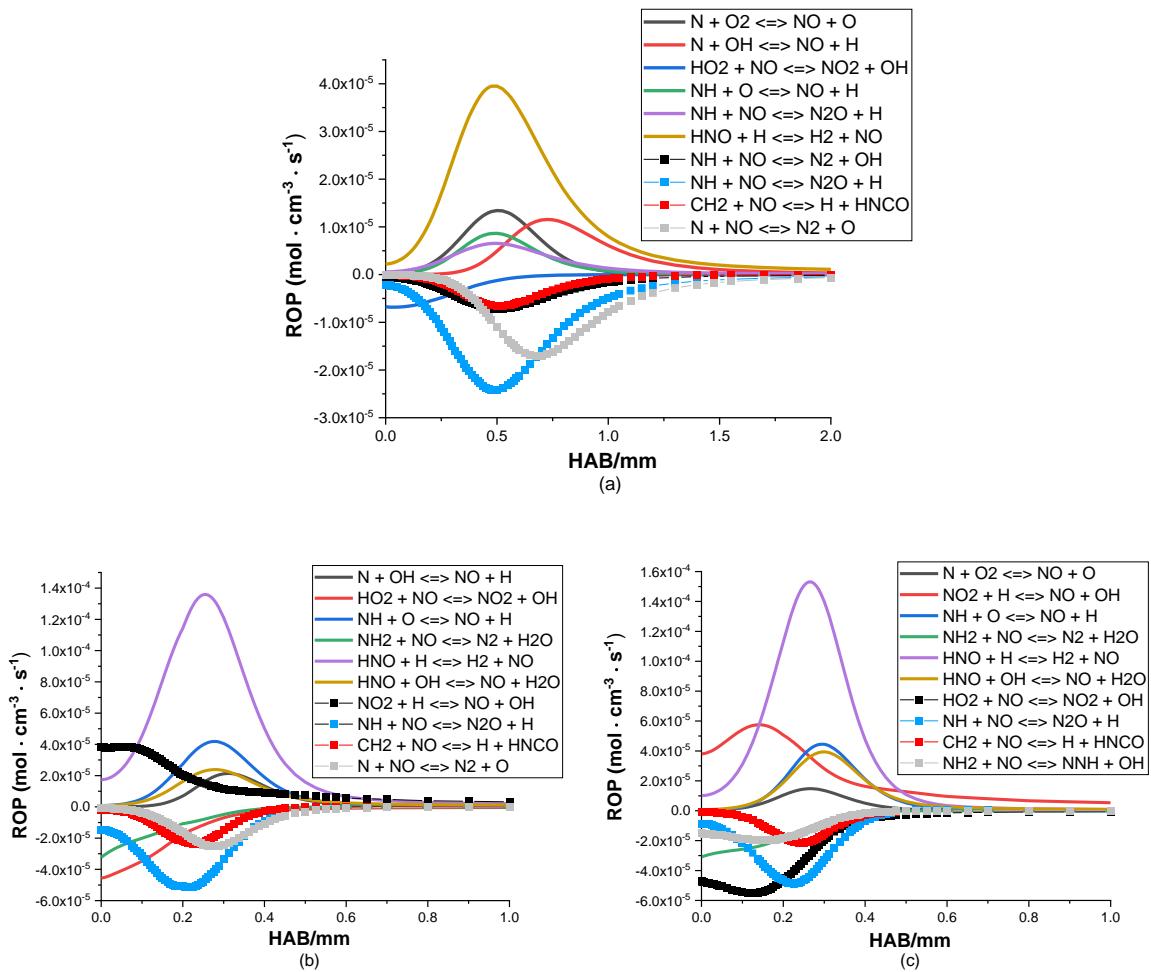 N + O2 <=> NO + O
N + OH <=> NO + H
HO2 + NO <=> NO2 + OH
NH + O <=> NO + H
NH + NO <=> N2O + H
HNO + H <=> H2 + NO
NH + NO <=> N2 + OH
NH + NO <=> N2O + H
CH2 + NO <=> H + HNCO
N + NO <=> N2 + O
ROP (mol · cm⁻³ · s⁻¹)
4.0x10⁻⁵
3.0x10⁻⁵
2.0x10⁻⁵
1.0x10⁻⁵
0.0
-1.0x10⁻⁵
-2.0x10⁻⁵
-3.0x10⁻⁵
0.0 0.5 1.0 1.5 2.0
HAB/mm
(a)
N + OH <=> NO + H
HO2 + NO <=> NO2 + OH
NH + O <=> NO + H
NH2 + NO <=> N2 + H2O
HNO + H <=> H2 + NO
HNO + OH <=> NO + H2O
NO2 + H <=> NO + OH
NH + NO <=> N2O + H
CH2 + NO <=> H + HNCO
N + NO <=> N2 + O
ROP (mol · cm⁻³ · s⁻¹)
1.4x10⁻⁴
1.2x10⁻⁴
1.0x10⁻⁴
8.0x10⁻⁵
6.0x10⁻⁵
4.0x10⁻⁵
2.0x10⁻⁵
0.0
-2.0x10⁻⁵
-4.0x10⁻⁵
-6.0x10⁻⁵
0.0 0.2 0.4 0.6 0.8 1.0
HAB/mm
(b)
N + O2 <=> NO + O
NO2 + H <=> NO + OH
NH + O <=> NO + H
NH2 + NO <=> N2 + H2O
HNO + H <=> H2 + NO
HNO + OH <=> NO + H2O
HO2 + NO <=> NO2 + OH
NH + NO <=> N2O + H
CH2 + NO <=> H + HNCO
NH2 + NO <=> NNH + OH
ROP (mol · cm⁻³ · s⁻¹)
1.6x10⁻⁴
1.4x10⁻⁴
1.2x10⁻⁴
1.0x10⁻⁴
8.0x10⁻⁵
6.0x10⁻⁵
4.0x10⁻⁵
2.0x10⁻⁵
0.0
-2.0x10⁻⁵
-4.0x10⁻⁵
-6.0x10⁻⁵
0.0 0.2 0.4 0.6 0.8 1.0
HAB/mm
(c)